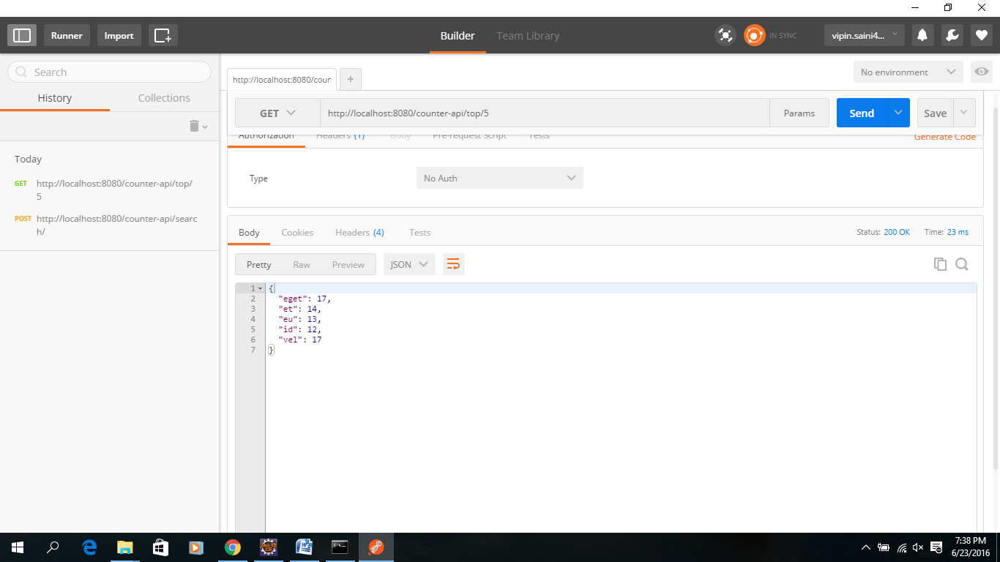 Runner
Import
Builder
Team Library
IN SYNC
vipin.saini4...
Search
History
Collections
Today
GET http://localhost:8080/counter-api/top/
5
POST http://localhost:8080/counter-api/searc
h/
http://localhost:8080/cour
+
No environment
GET
http://localhost:8080/counter-api/top/5
Params
Send
Save
Authorization
Headers (1)
Body
Pre-request Script
Tests
Generate Code
Type
No Auth
Body
Cookies
Headers (4)
Tests
Status: 200 OK
Time: 23 ms
Pretty
Raw
Preview
JSON
1 {
2 "eget": 17,
3 "et": 14,
4 "eu": 13,
5 "id": 12,
6 "vel": 17
7 }
7:38 PM
6/23/2016